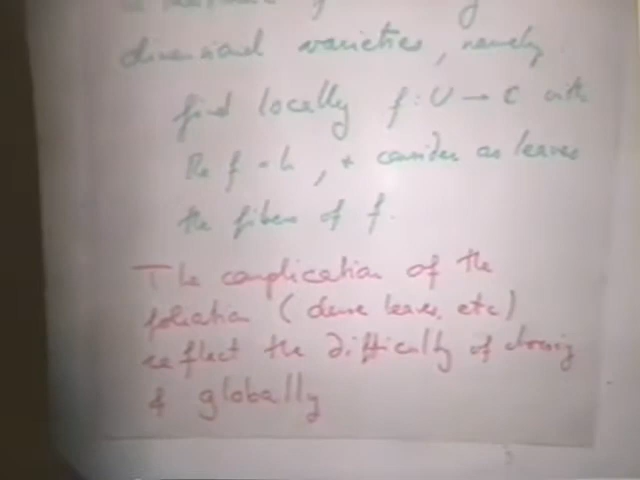 dimensional varieties, namely
find locally f : U → C with
Re f = h, + consider as leaves
the fibers of f.
The complication of the
foliation (dense leaves, etc)
reflect the difficulty of
f globally